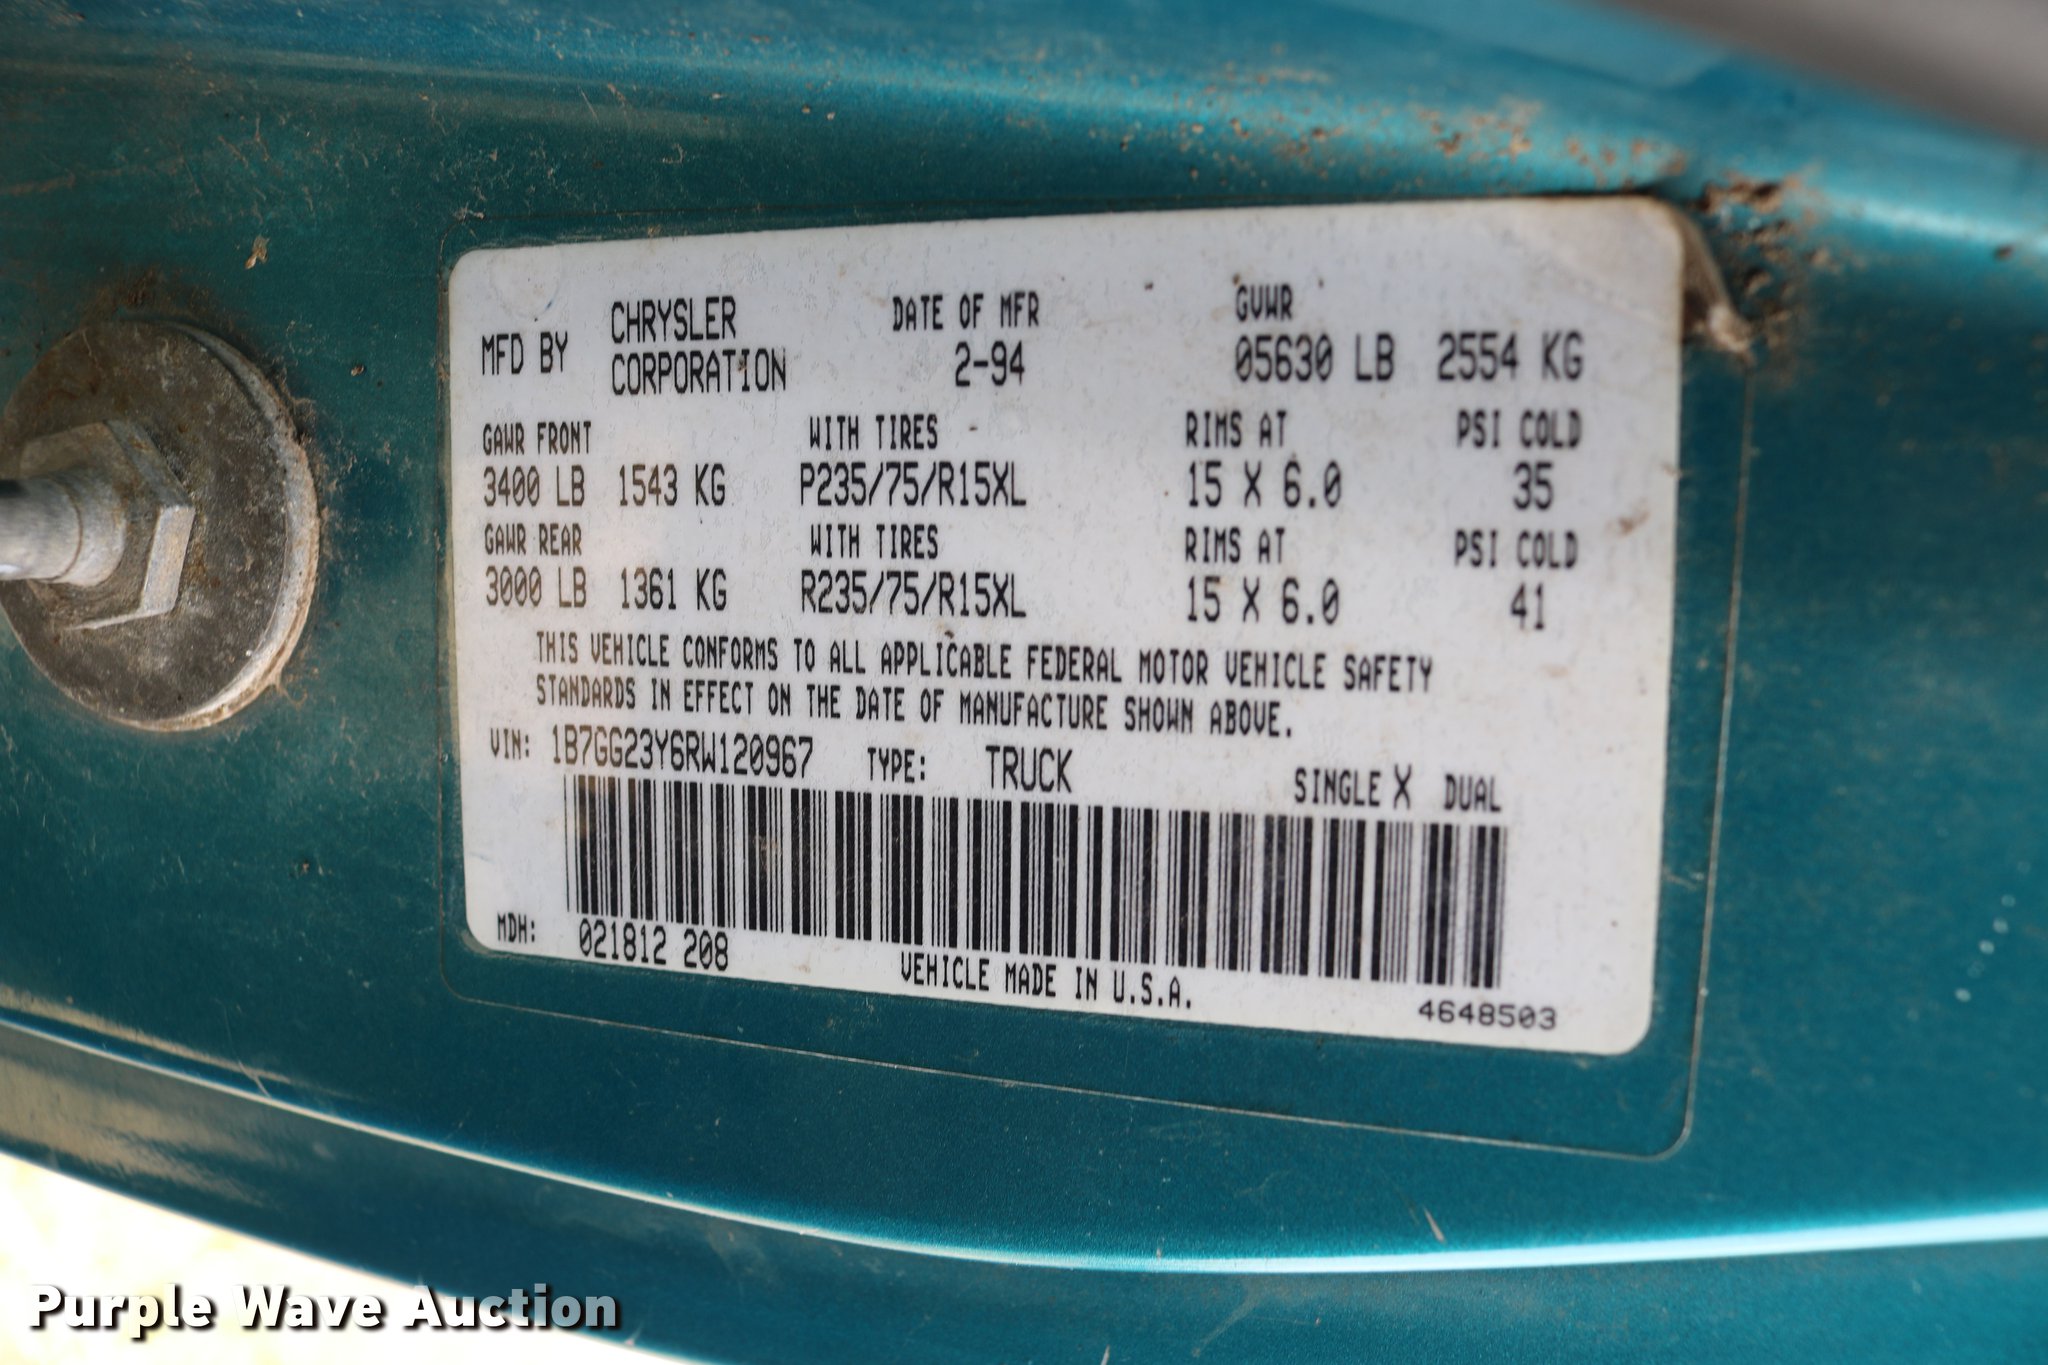 MFD BY CHRYSLER CORPORATION DATE OF MFR 2-94 GVWR 05630 LB 2554 KG
GAWR FRONT WITH TIRES RIMS AT PSI COLD
3400 LB 1543 KG P235/75/R15XL 15 X 6.0 35
GAWR REAR WITH TIRES RIMS AT PSI COLD
3000 LB 1361 KG R235/75/R15XL 15 X 6.0 41
THIS VEHICLE CONFORMS TO ALL APPLICABLE FEDERAL MOTOR VEHICLE SAFETY
STANDARDS IN EFFECT ON THE DATE OF MANUFACTURE SHOWN ABOVE.
VIN: 1B7GG23Y6RW120967 TYPE: TRUCK SINGLE X DUAL
MDH: 021812 208
VEHICLE MADE IN U.S.A.
4648503
Purple Wave Auction